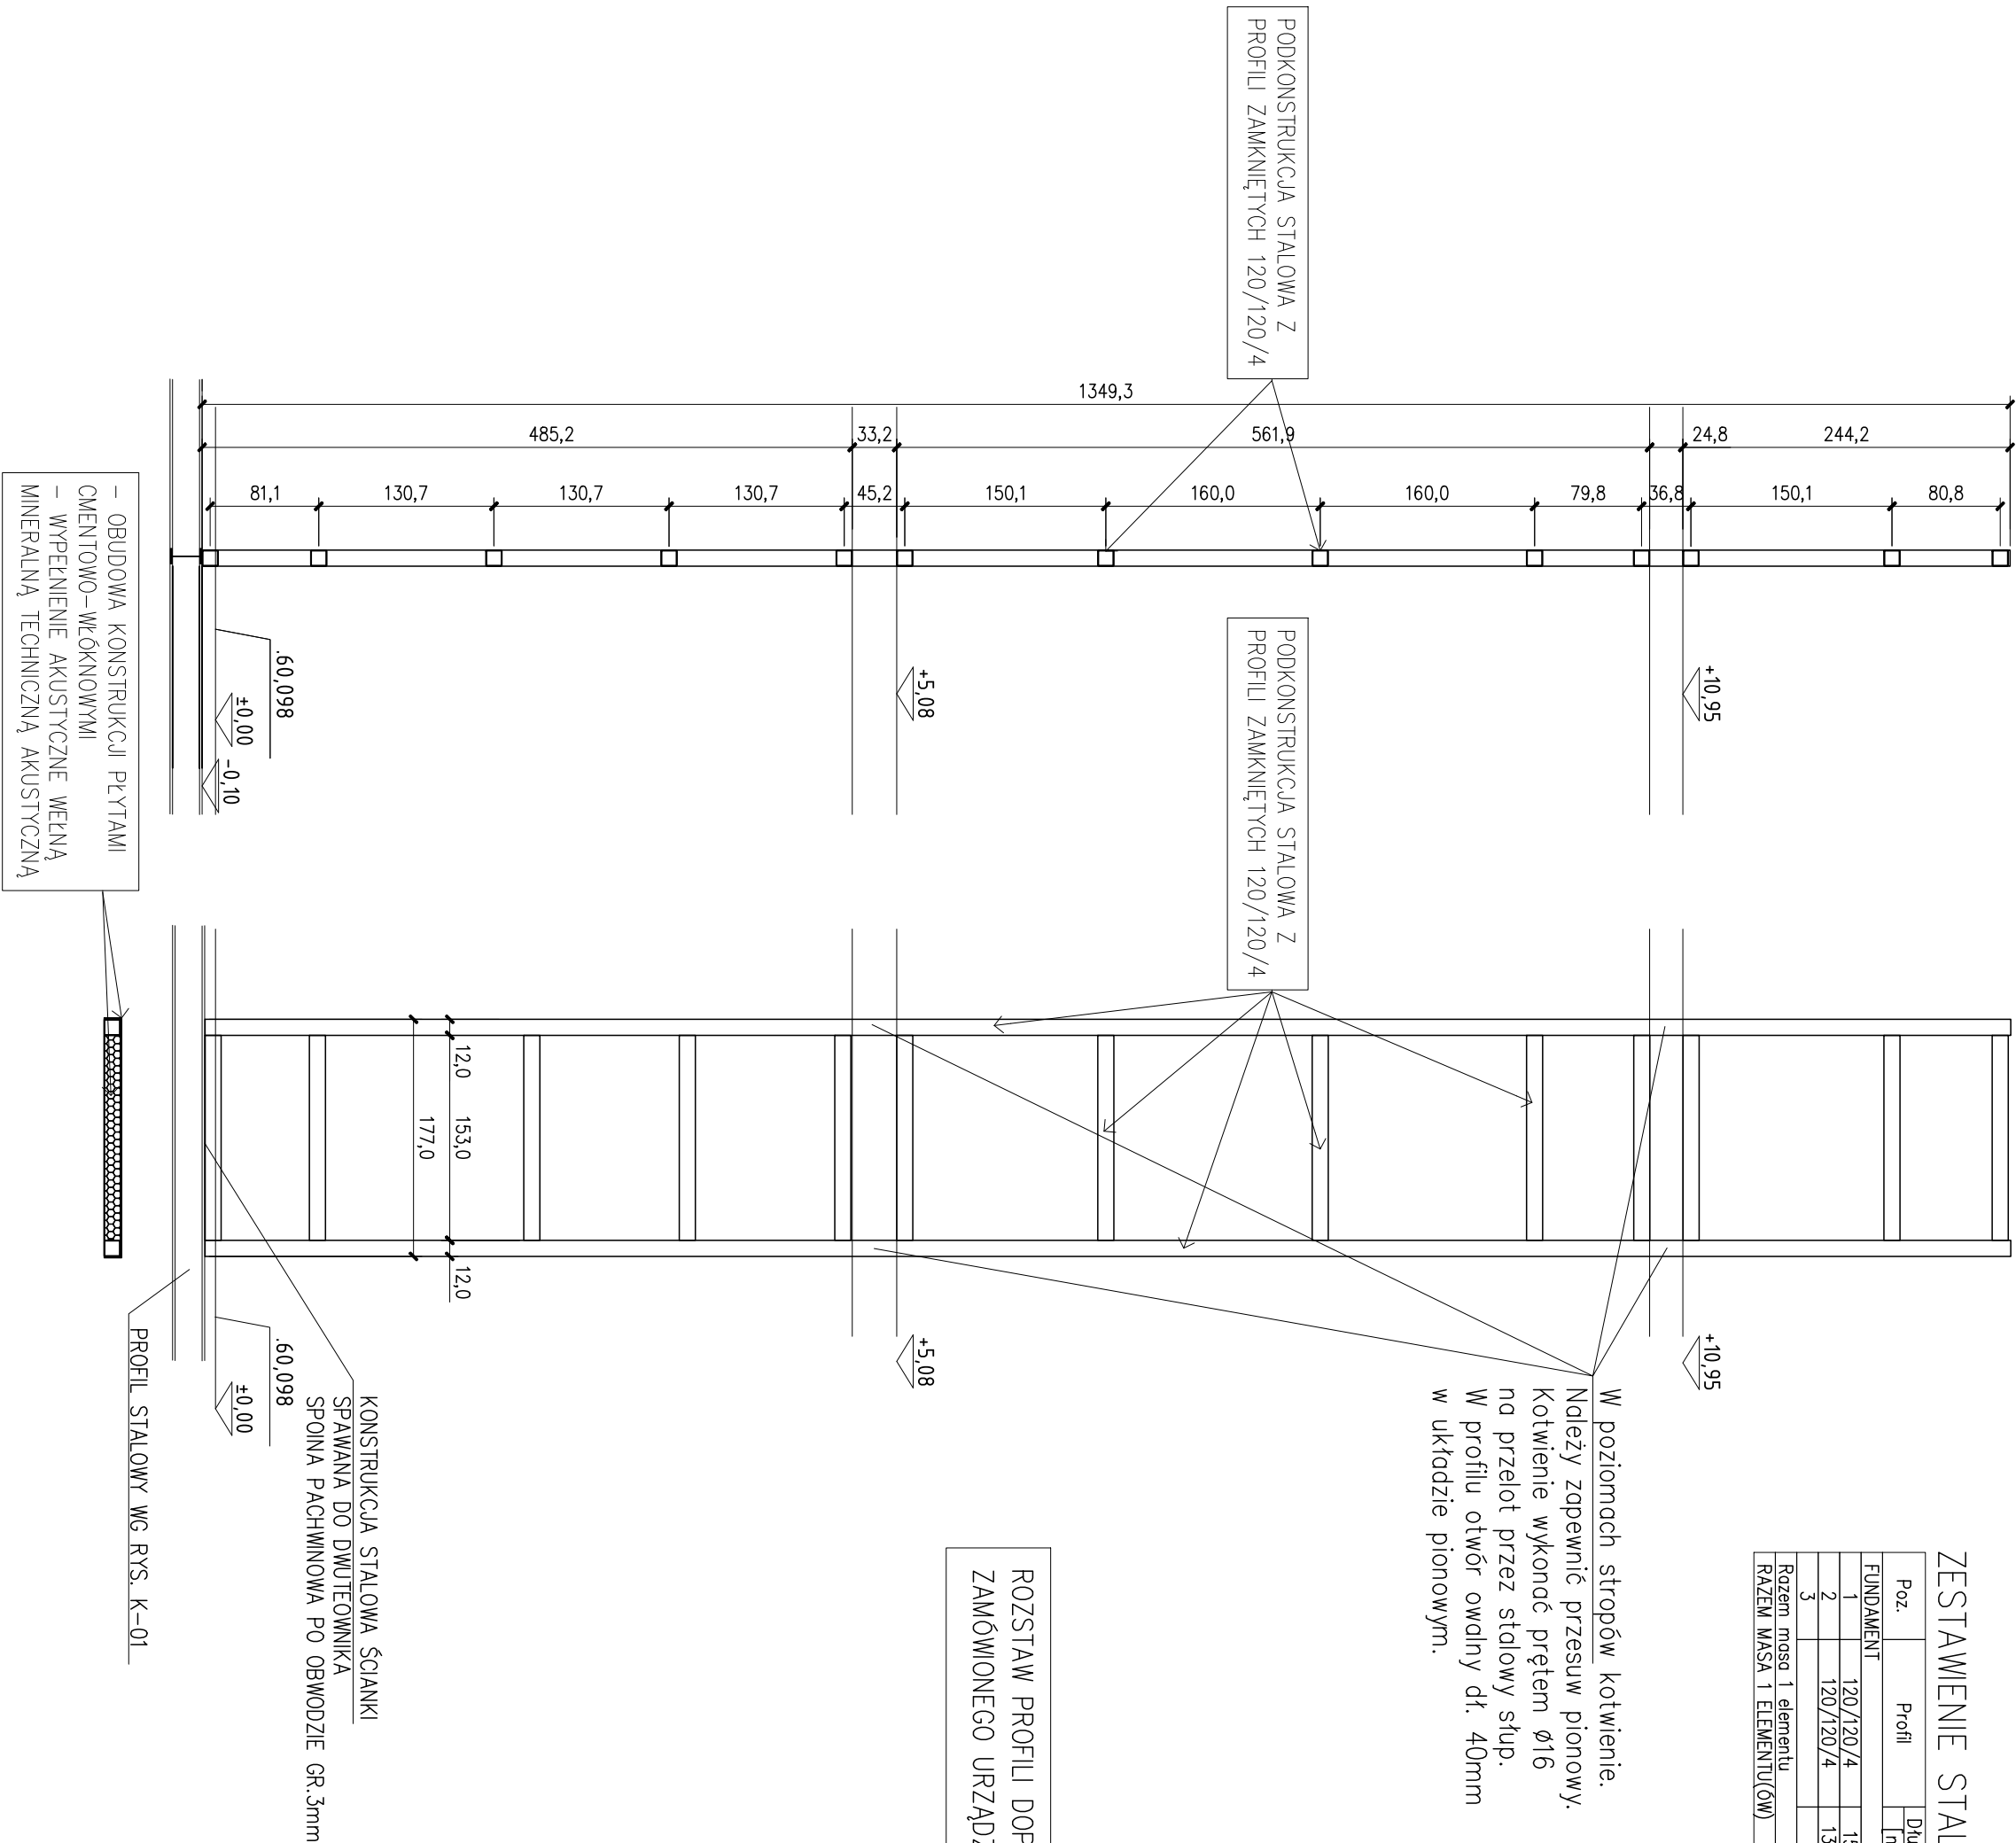 PODKONSTRUKCJA STALOWA Z
PROFILI ZAMKNIĘTYCH 120/120/4
1349,3
485,2
33,2
561,9
24,8
244,2
81,1
130,7
130,7
130,7
45,2
150,1
160,0
160,0
79,8
36,8
150,1
80,8
+10,95
+5,08
60,098
±0,00
-0,10
- OBUDOWA KONSTRUKCJI PŁYTAMI
CMENTOWO-WŁÓKNOWYMI
- WYPEŁNIENIE AKUSTYCZNE WEŁNĄ
MINERALNĄ TECHNICZNĄ AKUSTYCZNĄ
PODKONSTRUKCJA STALOWA Z
PROFILI ZAMKNIĘTYCH 120/120/4
12,0
153,0
12,0
177,0
+10,95
+5,08
.60,098
±0,00
W poziomach stropów kotwienie.
Należy zapewnić przesuw pionowy.
Kotwienie wykonać prętem Ø16
na przelot przez stalowy słup.
W profilu otwór owalny dł. 40mm
w układzie pionowym.
KONSTRUKCJA STALOWA ŚCIANKI
SPAWANA DO DWUTEOWNIKA
SPOINA PACHWINOWA PO OBWODZIE GR.3mm
PROFIL STALOWY WG RYS. K-01
ROZSTAW PROFILI
ZAMÓWIONEGO
ZESTAWIENIE
Poz.
Profil
FUNDAMENT
1 120/120/4
2 120/120/4
3
Razem masa 1 elementu
RAZEM MASA 1 ELEMENTU(ÓW)